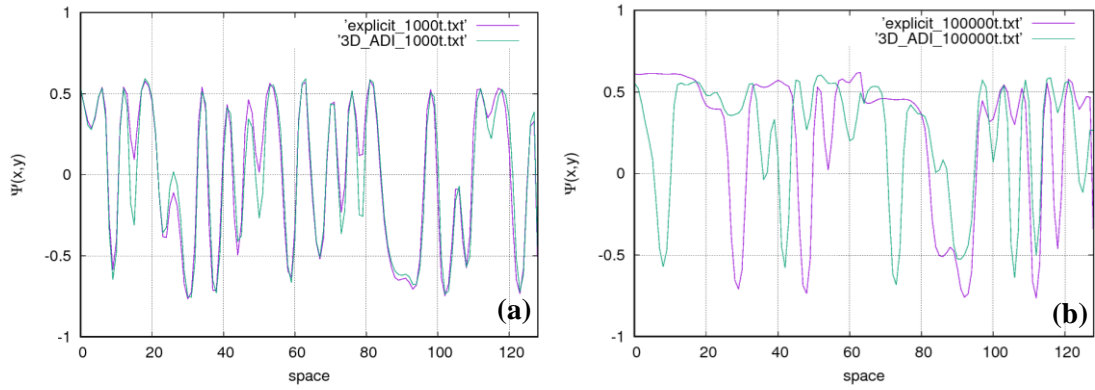 1
0.5
0
-0.5
-1
Ψ(x,y)
'explicit_1000t.txt'
'3D_ADI_1000t.txt'
(a)
0 20 40 60 80 100 120
space
1
0.5
0
-0.5
-1
Ψ(x,y)
'explicit_100000t.txt'
'3D_ADI_100000t.txt'
(b)
0 20 40 60 80 100 120
space